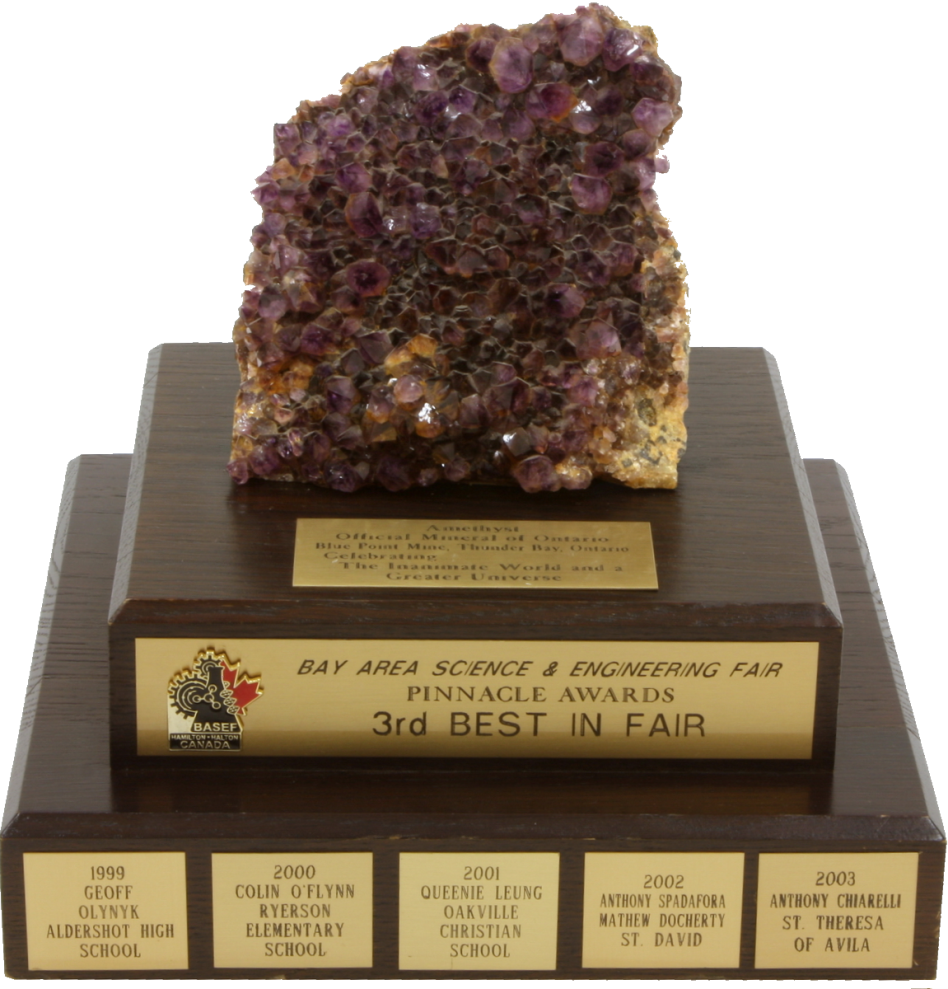 Amethyst
Official Mineral of Ontario
Blue Point Mine, Thunder Bay, Ontario
Celebrating
The Inanimate World and a
Greater Universe
BAY AREA SCIENCE & ENGINEERING FAIR
PINNACLE AWARDS
3rd BEST IN FAIR
BASEF
HAMILTON • HALTON
CANADA
1999
GEOFF
OLYNYK
ALDERSHOT HIGH
SCHOOL
2000
COLIN O'FLYNN
RYERSON
ELEMENTARY
SCHOOL
2001
QUEENIE LEUNG
OAKVILLE
CHRISTIAN
SCHOOL
2002
ANTHONY SPADAFORA
MATHEW DOCHERTY
ST. DAVID
2003
ANTHONY CHIARELLI
ST. THERESA
OF AVILA